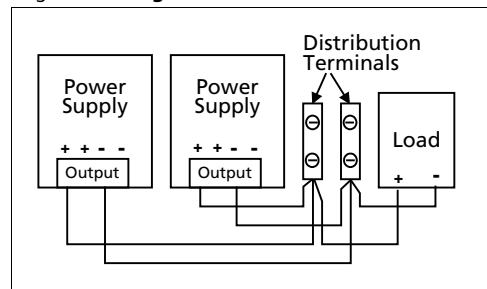 Distribution
Terminals
Power
Supply
+ + - -
Output
Power
Supply
+ + - -
Output
Load
+ -